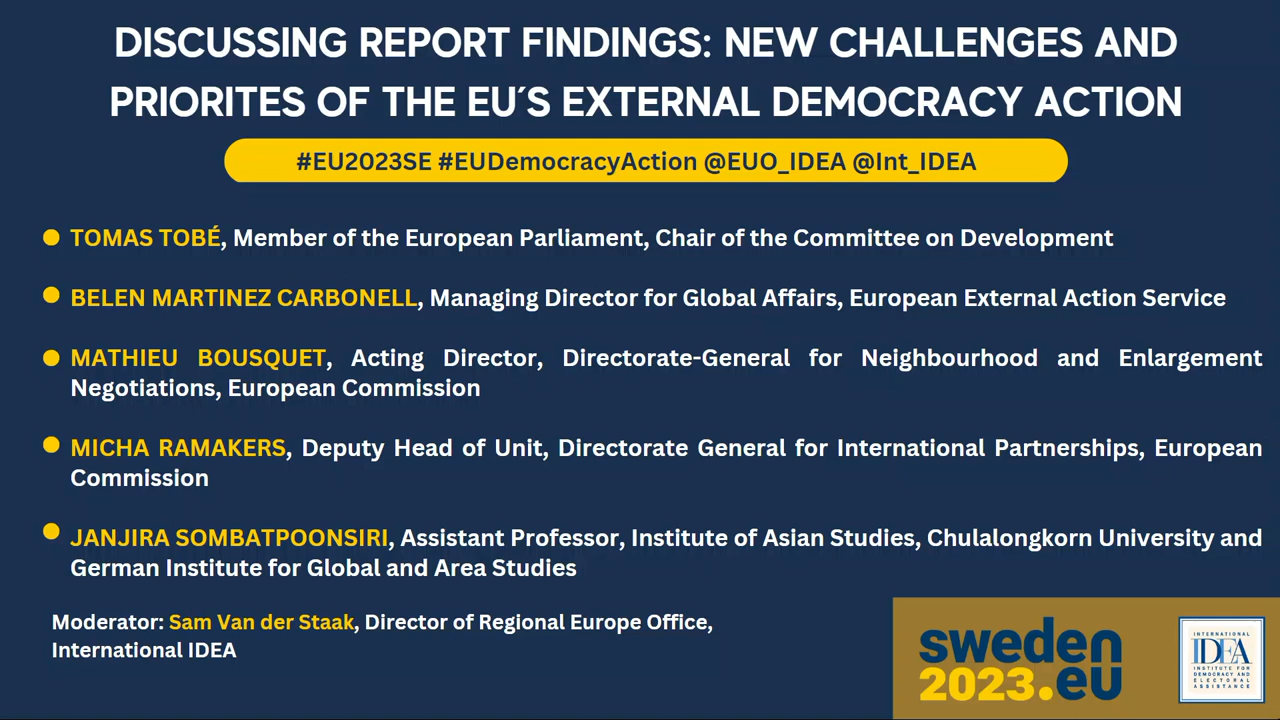 DISCUSSING REPORT FINDINGS: NEW CHALLENGES AND
PRIORITES OF THE EU´S EXTERNAL DEMOCRACY ACTION
#EU2023SE #EUDemocracyAction @EUO_IDEA @Int_IDEA
TOMAS TOBÉ, Member of the European Parliament, Chair of the Committee on Development
BELEN MARTINEZ CARBONELL, Managing Director for Global Affairs, European External Action Service
MATHIEU BOUSQUET, Acting Director, Directorate-General for Neighbourhood and Enlargement
Negotiations, European Commission
MICHA RAMAKERS, Deputy Head of Unit, Directorate General for International Partnerships, European
Commission
JANJIRA SOMBATPOONSIRI, Assistant Professor, Institute of Asian Studies, Chulalongkorn University and
German Institute for Global and Area Studies
Moderator: Sam Van der Staak, Director of Regional Europe Office,
International IDEA
sweden
2023.eu
INTERNATIONAL
IDEA
INSTITUTE FOR
DEMOCRACY AND
ELECTORAL
ASSISTANCE